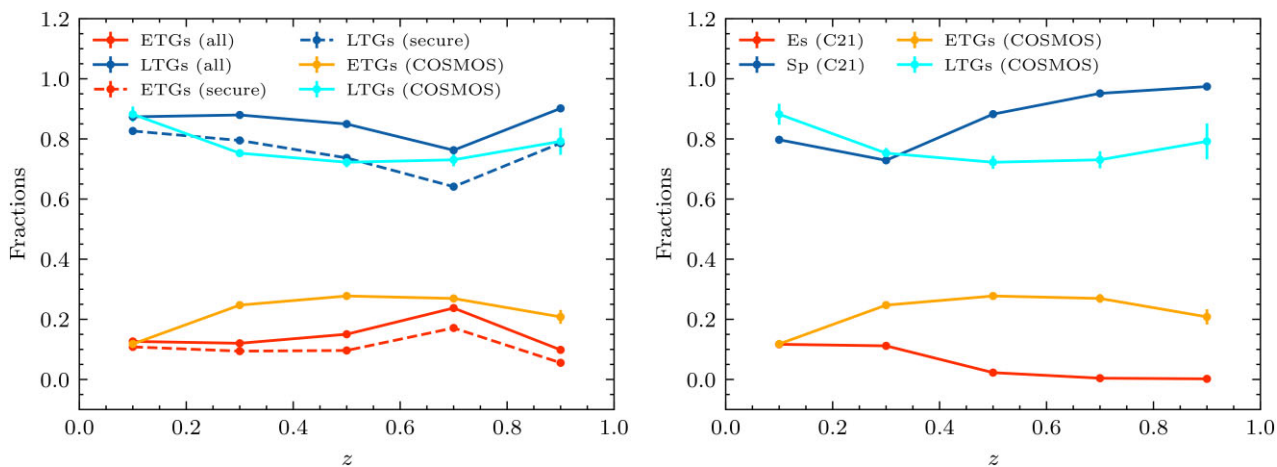 1.2
1.0
0.8
0.6
0.4
0.2
0.0
Fractions
ETGs (all)
LTGs (all)
ETGs (secure)
LTGs (secure)
ETGs (COSMOS)
LTGs (COSMOS)
0.0 0.2 0.4 0.6 0.8 1.0
z
1.2
1.0
0.8
0.6
0.4
0.2
0.0
Fractions
Es (C21)
Sp (C21)
ETGs (COSMOS)
LTGs (COSMOS)
0.0 0.2 0.4 0.6 0.8 1.0
z